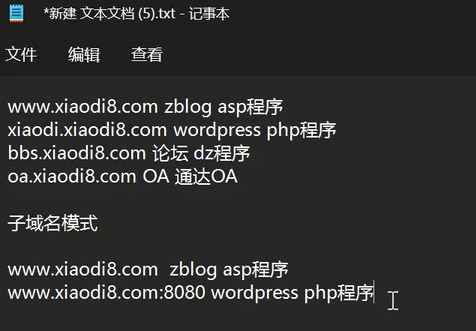 *新建 文本文档 (5).txt - 记事本
文件 编辑 查看
www.xiaodi8.com zblog asp程序
xiaodi.xiaodi8.com wordpress php程序
bbs.xiaodi8.com 论坛 dz程序
oa.xiaodi8.com OA 通达OA
子域名模式
www.xiaodi8.com  zblog asp程序
www.xiaodi8.com:8080 wordpress php程序